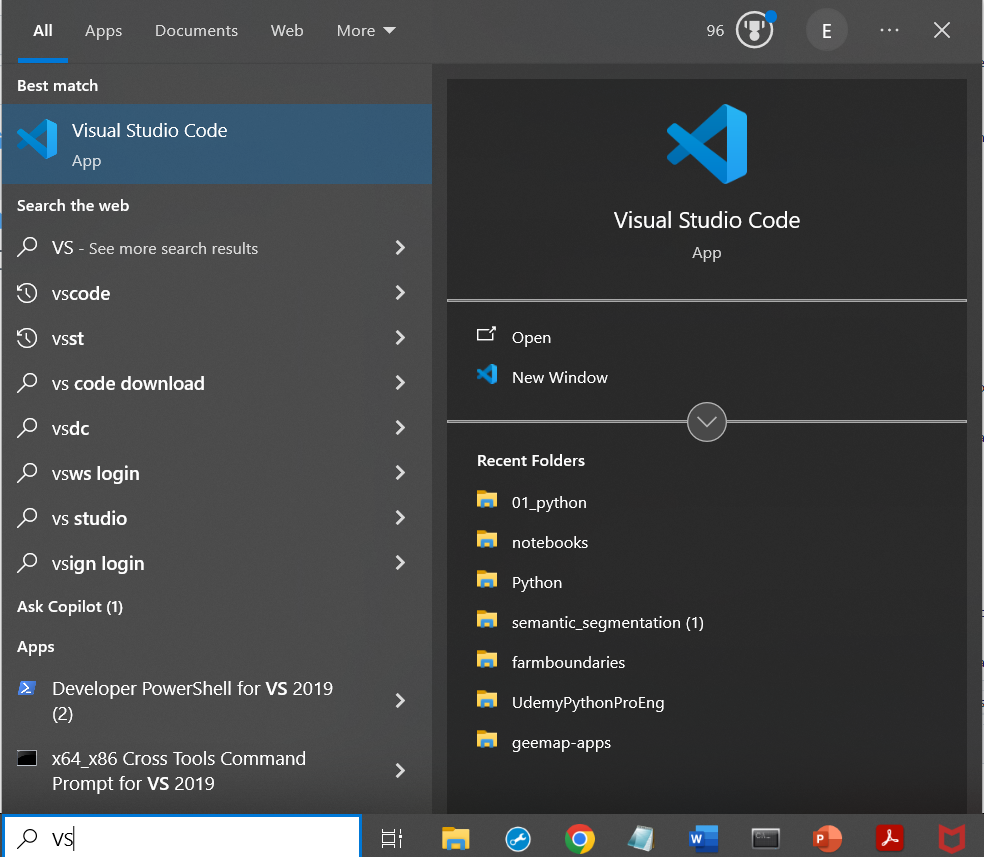 All Apps Documents Web More 96 E
Best match
Visual Studio Code
App
Search the web
VS - See more search results
vscode
vsst
vs code download
vsdc
vsws login
vs studio
vsign login
Ask Copilot (1)
Apps
Developer PowerShell for VS 2019
(2)
x64_x86 Cross Tools Command
Prompt for VS 2019
VS
Visual Studio Code
App
Open
New Window
Recent Folders
01_python
notebooks
Python
semantic_segmentation (1)
farmboundaries
UdemyPythonProEng
geemap-apps
W
P